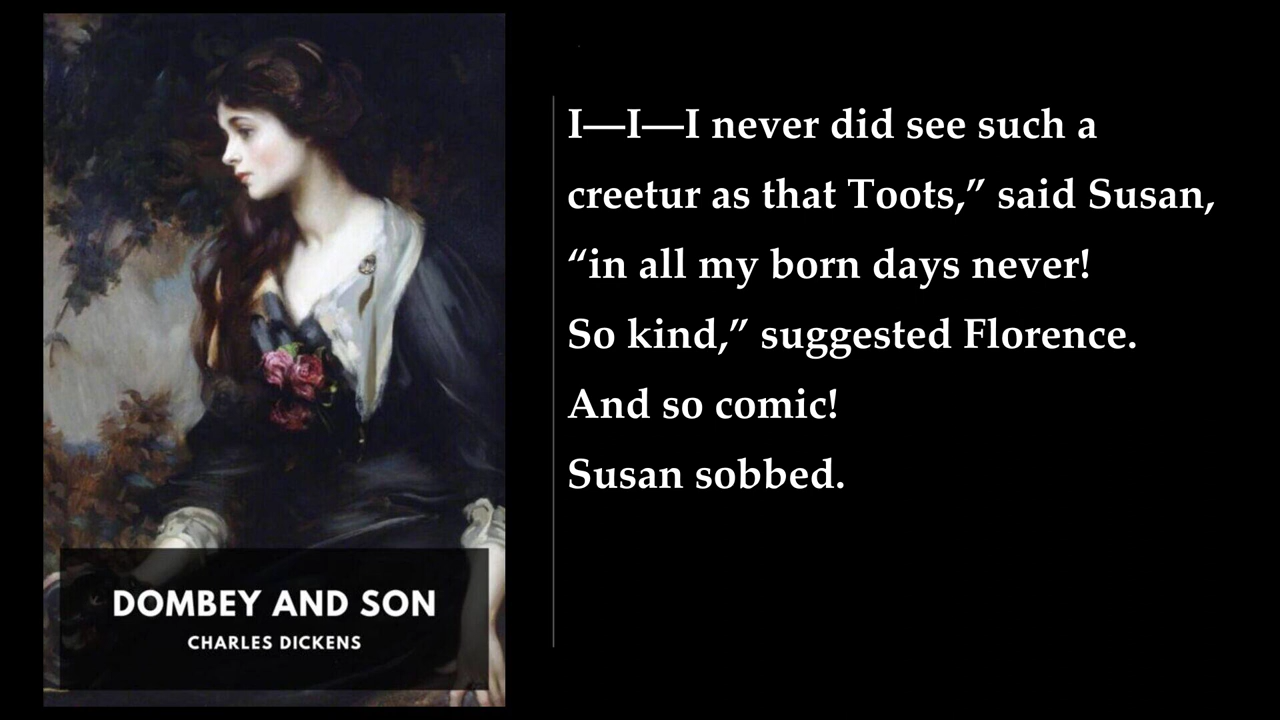 I—I—I never did see such a
creetur as that Toots,” said Susan,
“in all my born days never!
So kind,” suggested Florence.
And so comic!
Susan sobbed.
DOMBEY AND SON
CHARLES DICKENS